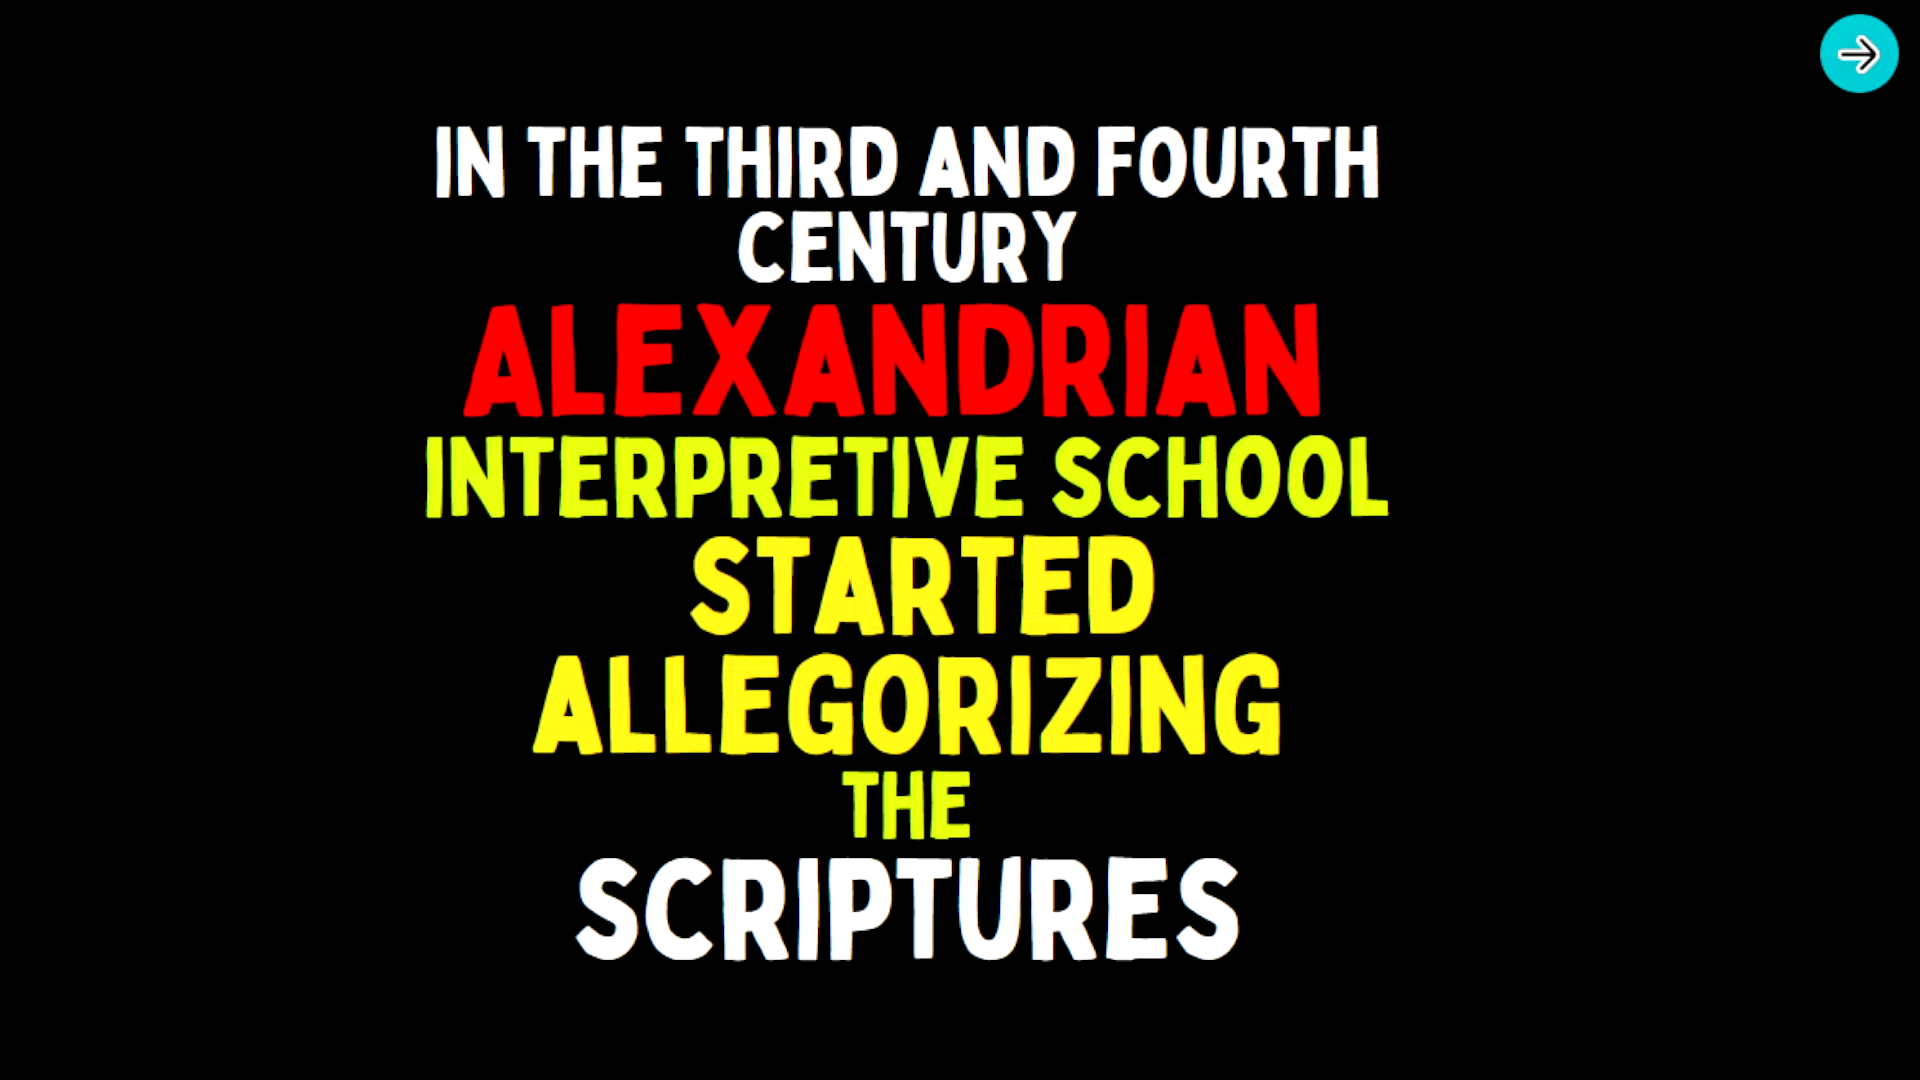 IN THE THIRD AND FOURTH
CENTURY
ALEXANDRIAN
INTERPRETIVE SCHOOL
STARTED
ALLEGORIZING
THE
SCRIPTURES